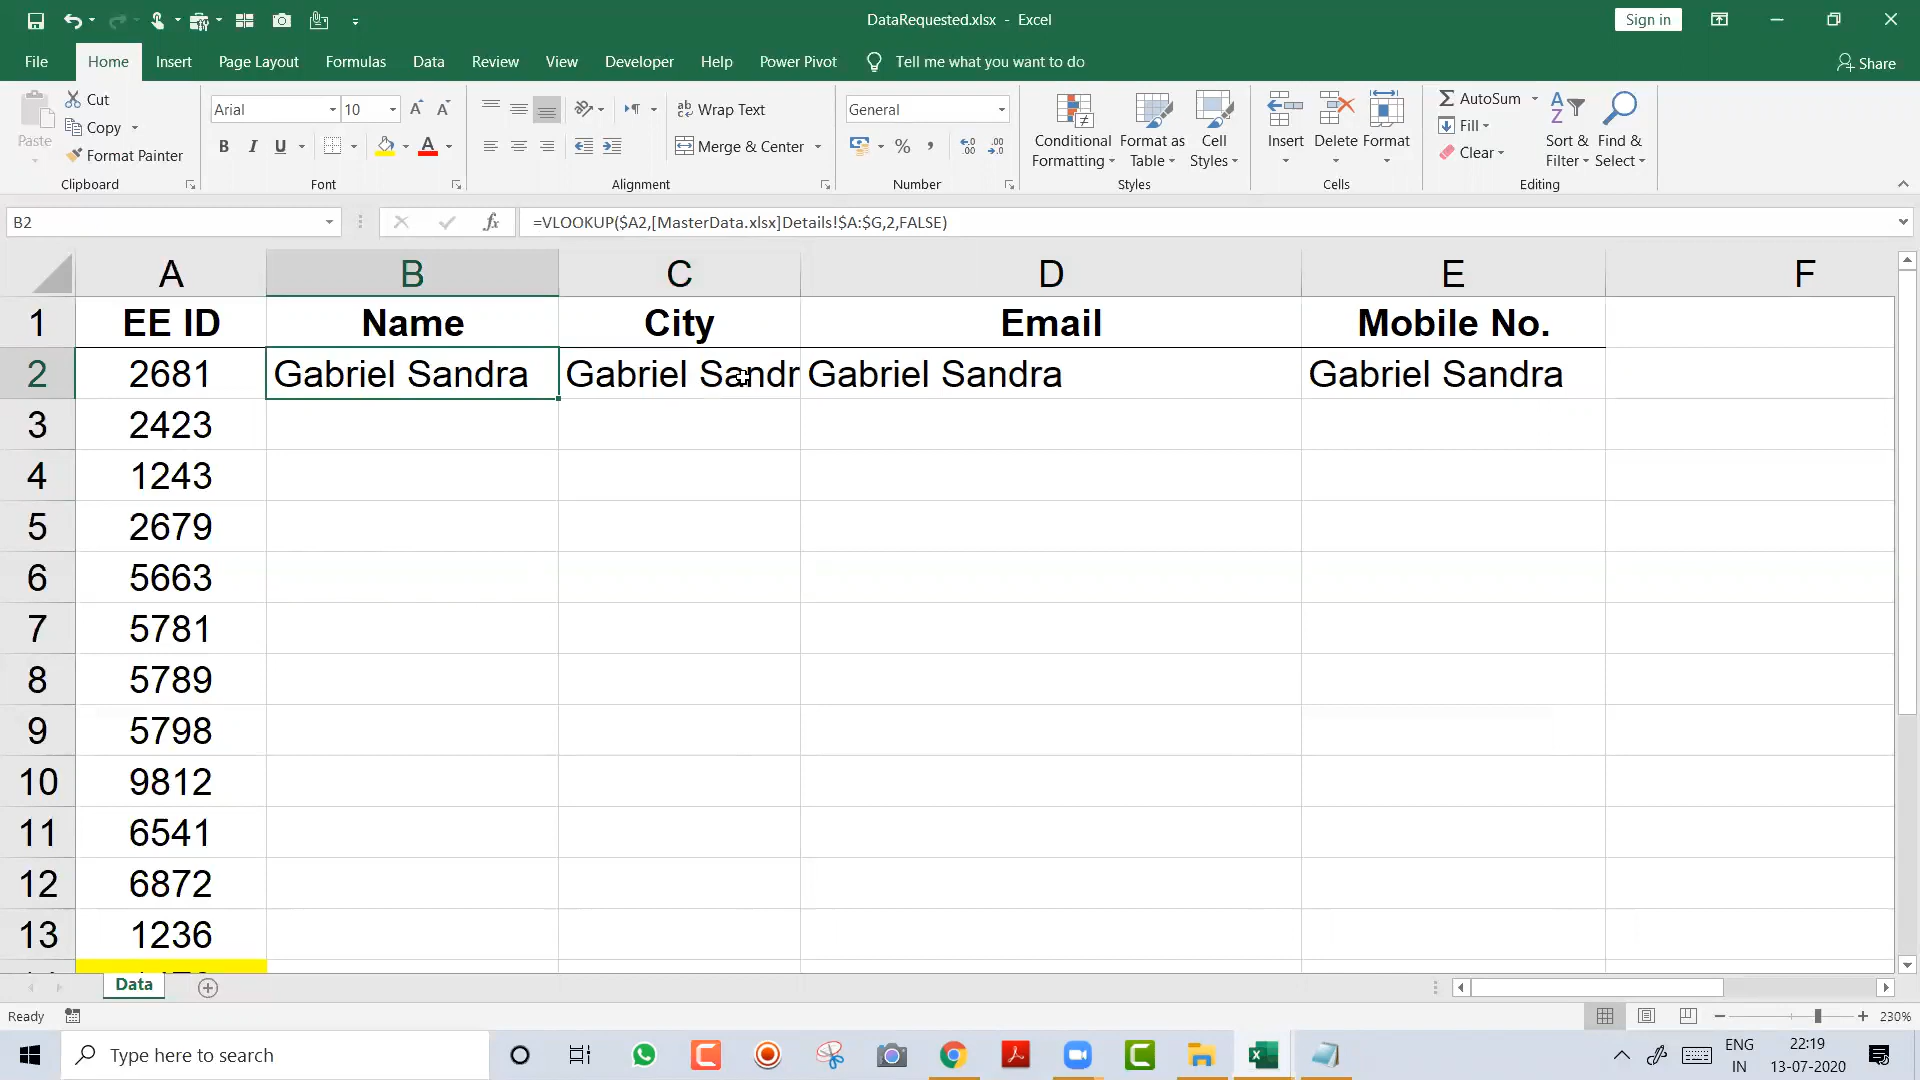 DataRequested.xlsx - Excel
Sign in
File Home Insert Page Layout Formulas Data Review View Developer Help Power Pivot Tell me what you want to do Share
Paste
Cut
Copy
Format Painter
Clipboard
Arial 10
B I U A
Font
Wrap Text
Merge & Center
Alignment
General
%
Number
Conditional Formatting
Format as Table
Cell Styles
Styles
Insert Delete Format
Cells
AutoSum
Fill
Clear
Sort & Filter
Find & Select
Editing
B2 fx =VLOOKUP($A2,[MasterData.xlsx]Details!$A:$G,2,FALSE)
A B C D E F
1 EE ID Name City Email Mobile No.
2 2681 Gabriel Sandra Gabriel Sandr Gabriel Sandra Gabriel Sandra
3 2423
4 1243
5 2679
6 5663
7 5781
8 5789
9 5798
10 9812
11 6541
12 6872
13 1236
Data
Ready 230%
Type here to search
ENG
IN
22:19
13-07-2020